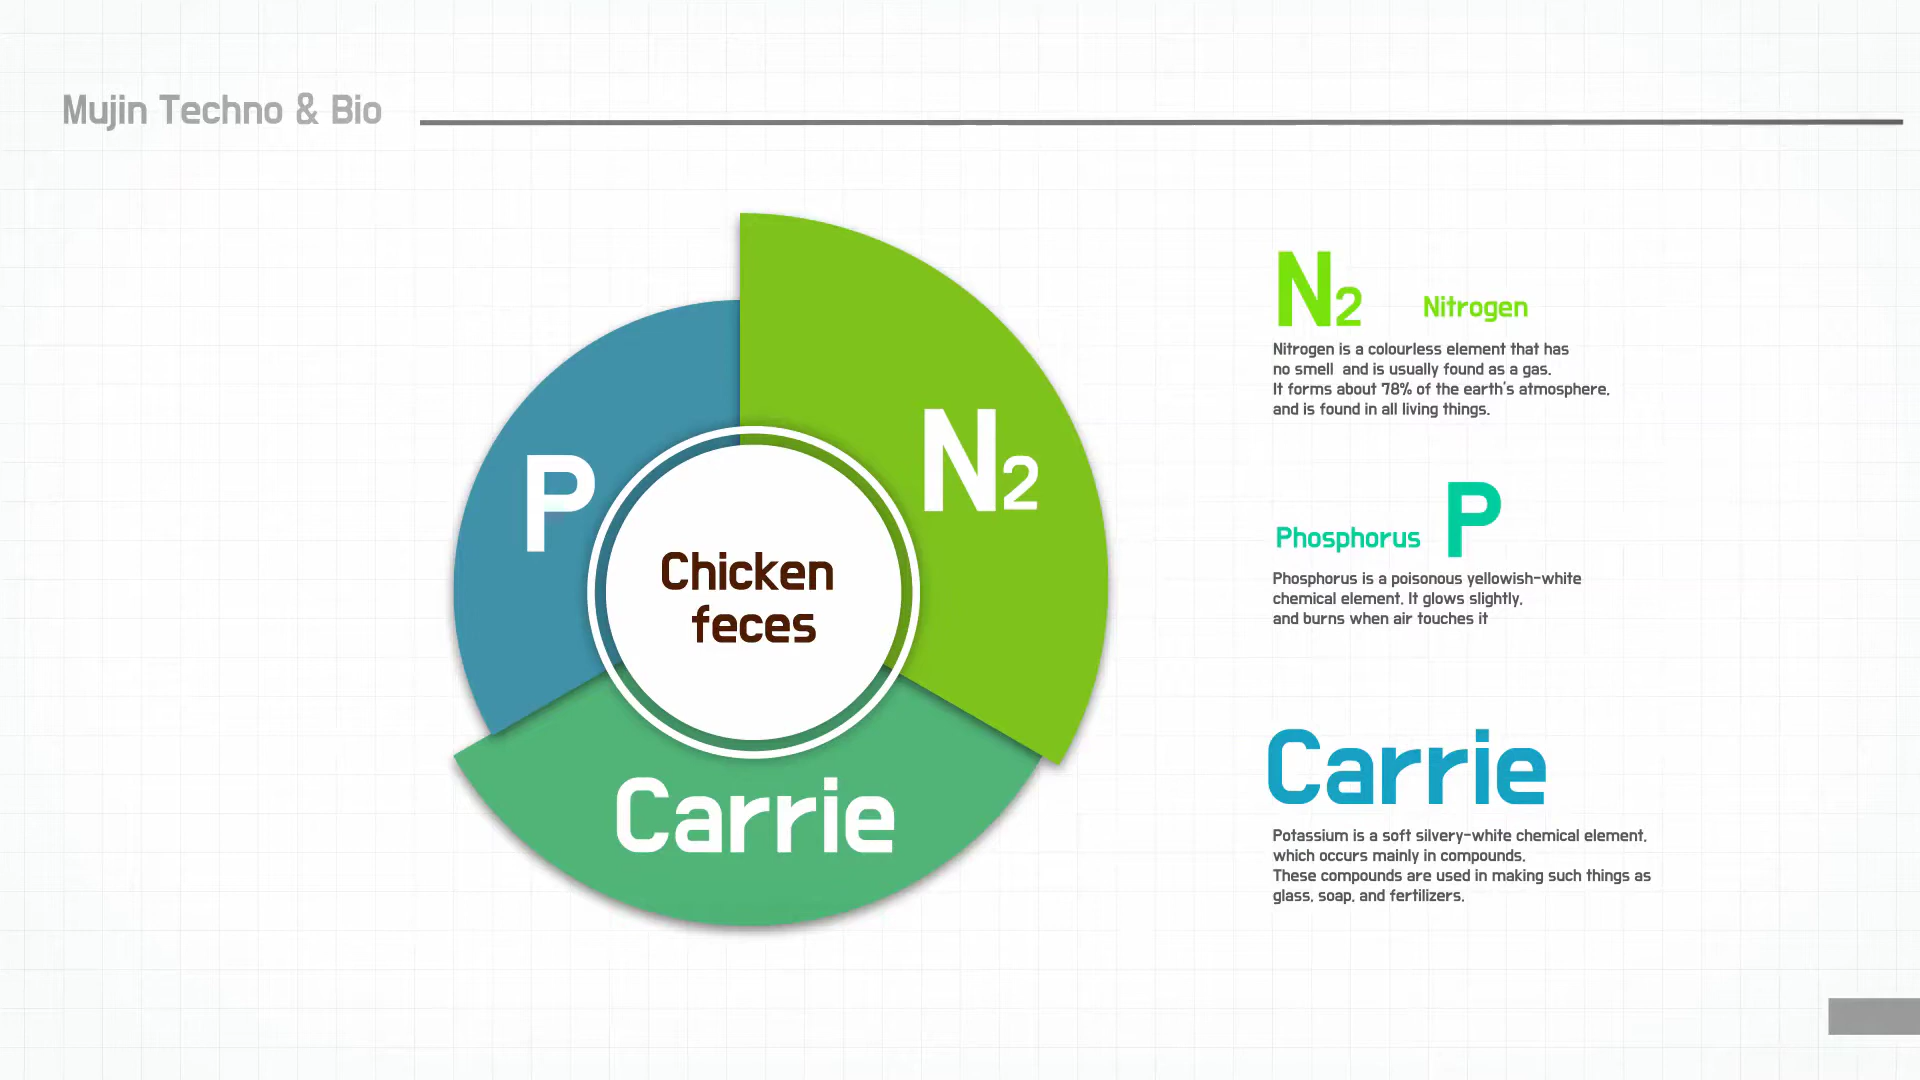 Mujin Techno & Bio
P
N2
Chicken
feces
Carrie
N2 Nitrogen
Nitrogen is a colourless element that has
no smell and is usually found as a gas.
It forms about 78% of the earth's atmosphere,
and is found in all living things.
Phosphorus P
Phosphorus is a poisonous yellowish-white
chemical element. It glows slightly,
and burns when air touches it
Carrie
Potassium is a soft silvery-white chemical element,
which occurs mainly in compounds.
These compounds are used in making such things as
glass, soap, and fertilizers.